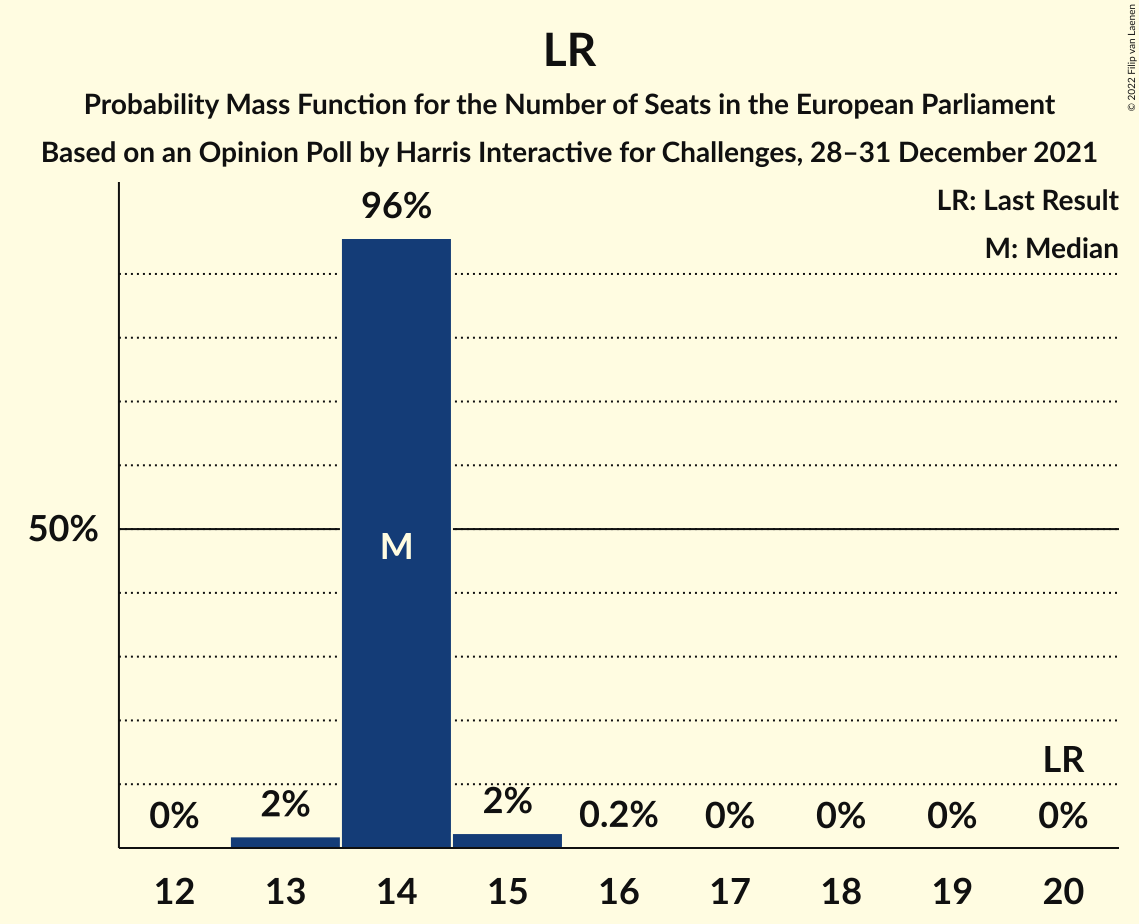 LR
Probability Mass Function for the Number of Seats in the European Parliament
Based on an Opinion Poll by Harris Interactive for Challenges, 28–31 December 2021
© 2022 Filip van Laenen
LR: Last Result
M: Median
96%
50%
M
LR
0%
2%
2%
0.2%
0%
0%
0%
0%
12
13
14
15
16
17
18
19
20